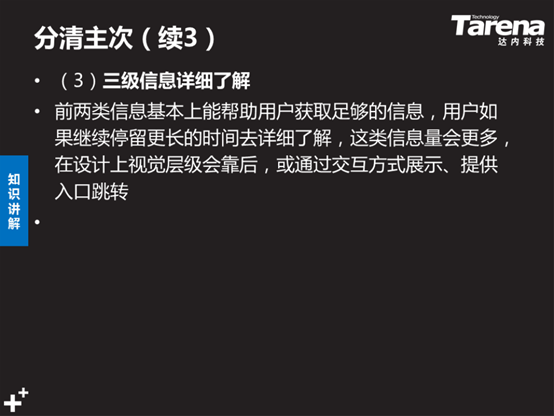 分清主次（续3）
Technology
Tarena
达内科技
• （3）三级信息详细了解
• 前两类信息基本上能帮助用户获取足够的信息，用户如
果继续停留更长的时间去详细了解，这类信息量会更多，
在设计上视觉层级会靠后，或通过交互方式展示、提供
入口跳转
•
知识讲解